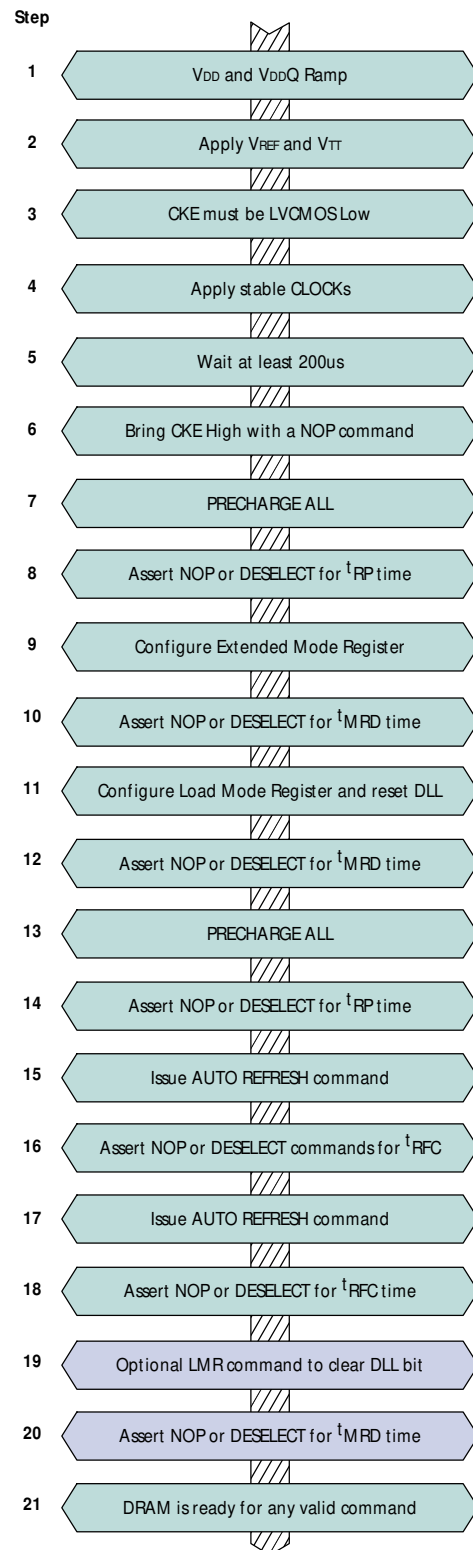 Step
1 VDD and VDDQ Ramp
2 Apply VREF and VTT
3 CKE must be LVCMOS Low
4 Apply stable CLOCKs
5 Wait at least 200us
6 Bring CKE High with a NOP command
7 PRECHARGE ALL
8 Assert NOP or DESELECT for tRP time
9 Configure Extended Mode Register
10 Assert NOP or DESELECT for tMRD time
11 Configure Load Mode Register and reset DLL
12 Assert NOP or DESELECT for tMRD time
13 PRECHARGE ALL
14 Assert NOP or DESELECT for tRP time
15 Issue AUTO REFRESH command
16 Assert NOP or DESELECT commands for tRFC
17 Issue AUTO REFRESH command
18 Assert NOP or DESELECT for tRFC time
19 Optional LMR command to clear DLL bit
20 Assert NOP or DESELECT for tMRD time
21 DRAM is ready for any valid command